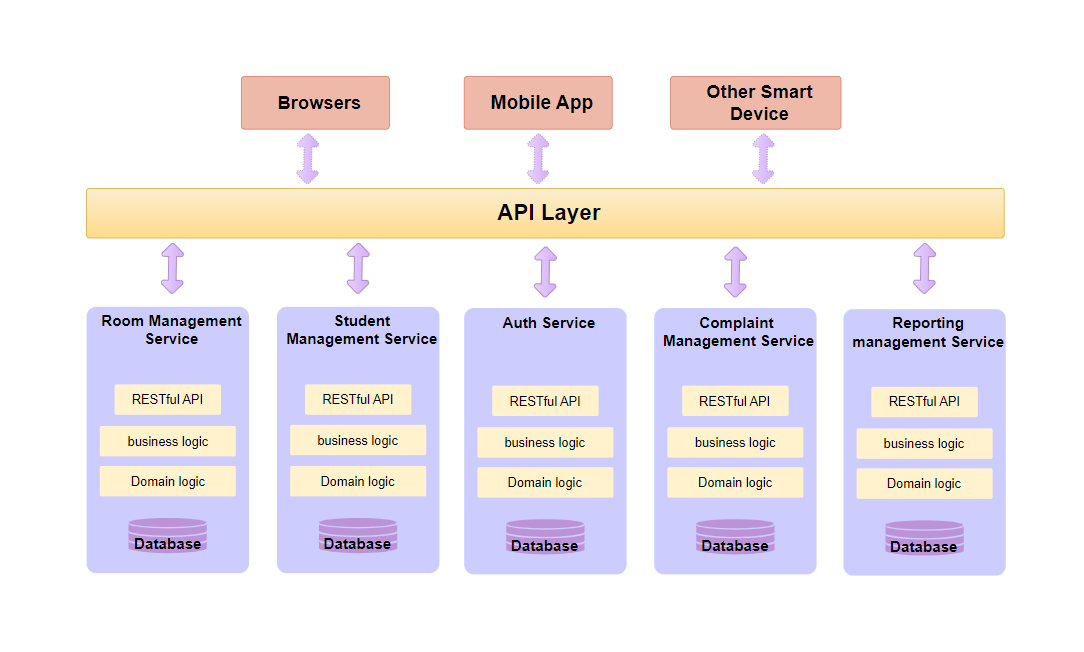 Browsers
Mobile App
Other Smart
Device
API Layer
Room Management
Service
RESTful API
business logic
Domain logic
Database
Student
Management Service
RESTful API
business logic
Domain logic
Database
Auth Service
RESTful API
business logic
Domain logic
Database
Complaint
Management Service
RESTful API
business logic
Domain logic
Database
Reporting
management Service
RESTful API
business logic
Domain logic
Database